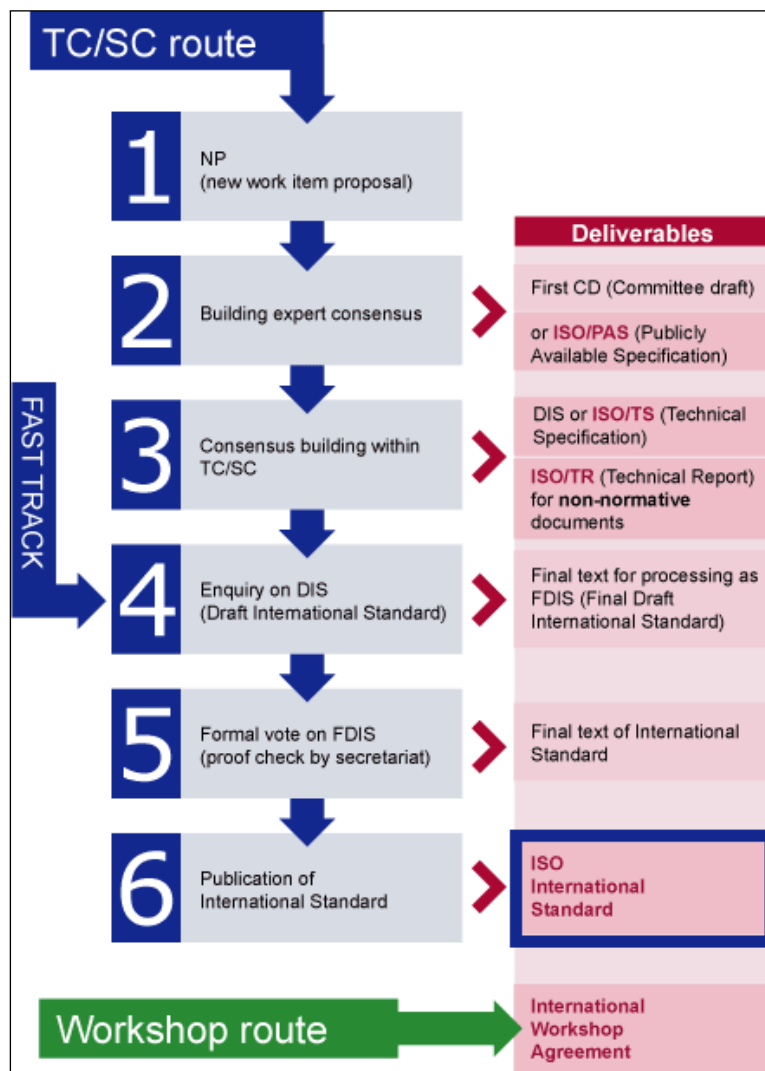 TC/SC route
1
NP
(new work item proposal)
Deliverables
2
Building expert consensus
First CD (Committee draft)
or ISO/PAS (Publicly
Available Specification)
FAST TRACK
3
Consensus building within
TC/SC
DIS or ISO/TS (Technical
Specification)
ISO/TR (Technical Report)
for non-normative
documents
4
Enquiry on DIS
(Draft International Standard)
Final text for processing as
FDIS (Final Draft
International Standard)
5
Formal vote on FDIS
(proof check by secretariat)
Final text of International
Standard
6
Publication of
International Standard
ISO
International
Standard
Workshop route
International
Workshop
Agreement